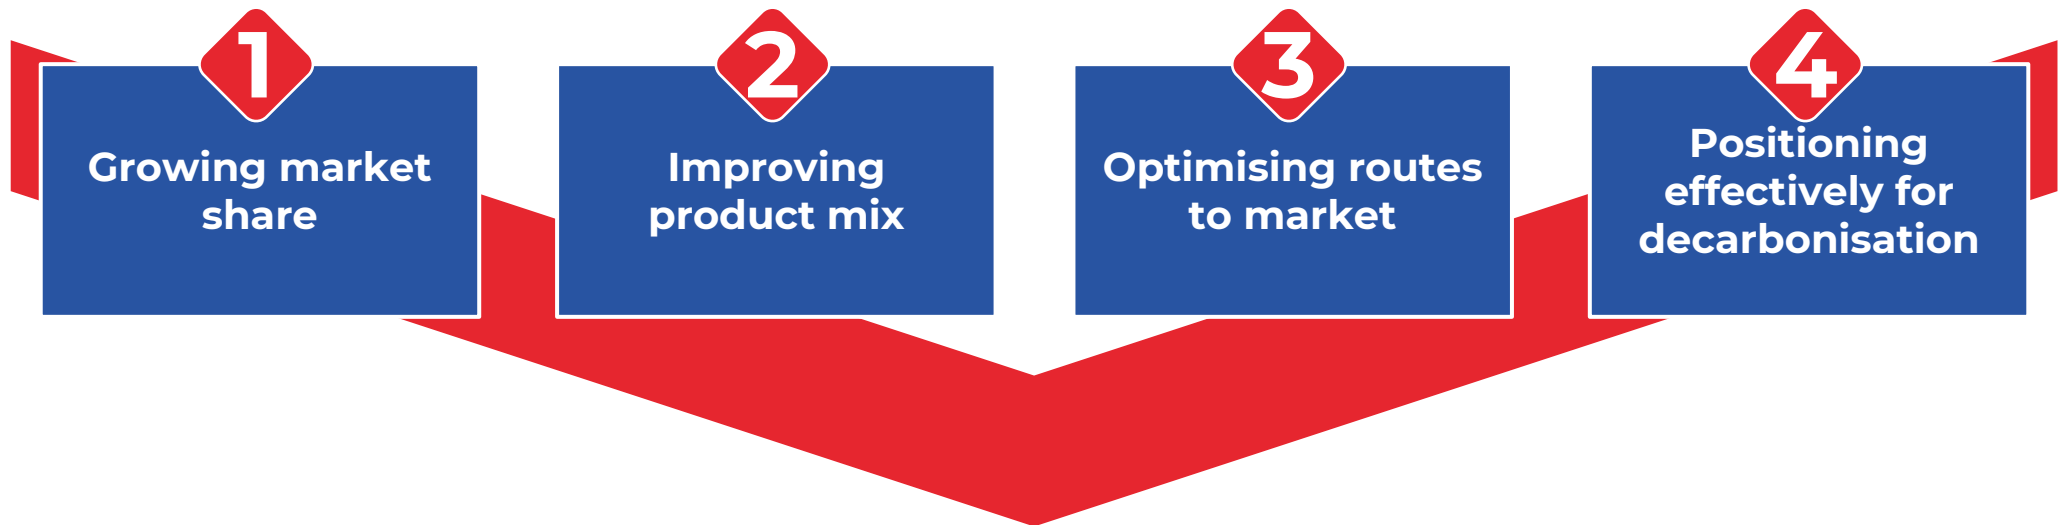 1
Growing market
share
2
Improving
product mix
3
Optimising routes
to market
4
Positioning
effectively for
decarbonisation